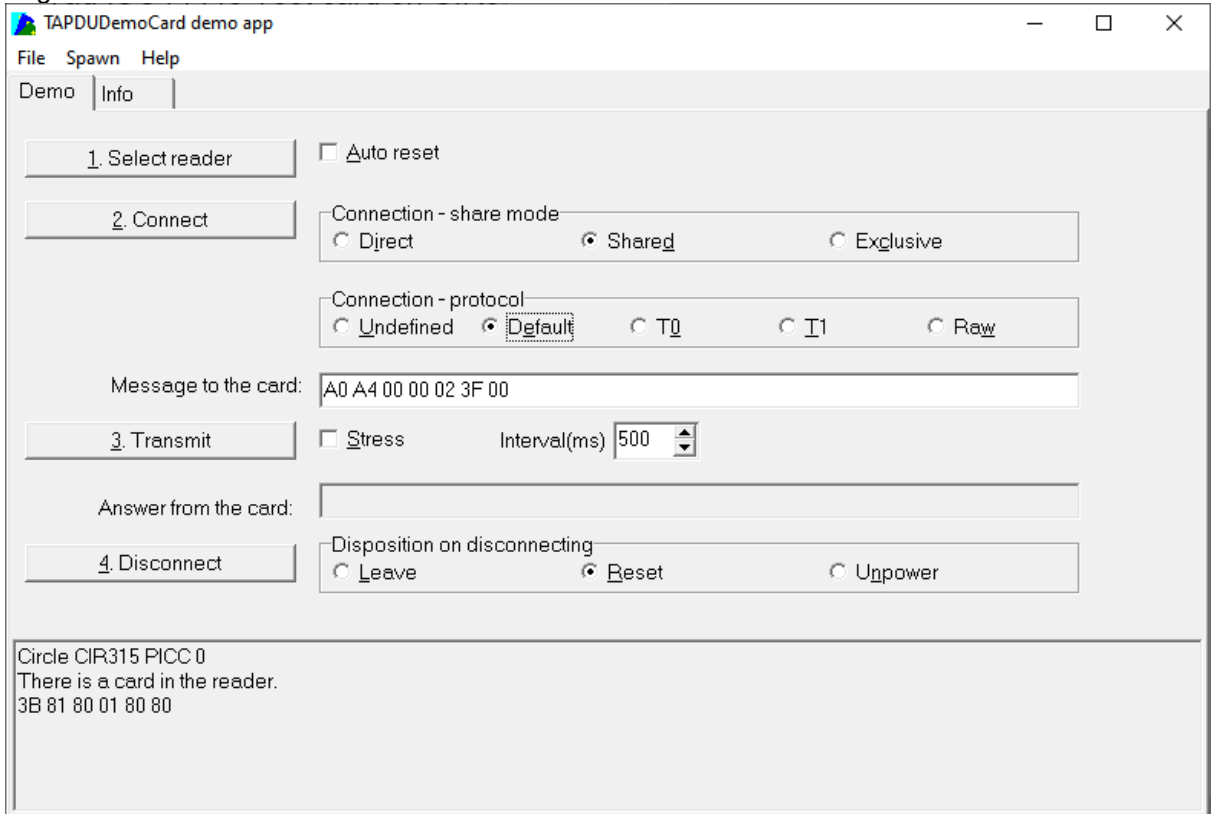 TAPDUDemoCard demo app
File Spawn Help
Demo Info
1. Select reader Auto reset
2. Connect
Connection - share mode
Direct Shared Exclusive
Connection - protocol
Undefined Default T0 T1 Raw
Message to the card: A0 A4 00 00 02 3F 00
3. Transmit Stress Interval(ms) 500
Answer from the card:
4. Disconnect
Disposition on disconnecting
Leave Reset Unpower
Circle CIR315 PICC 0
There is a card in the reader.
3B 81 80 01 80 80